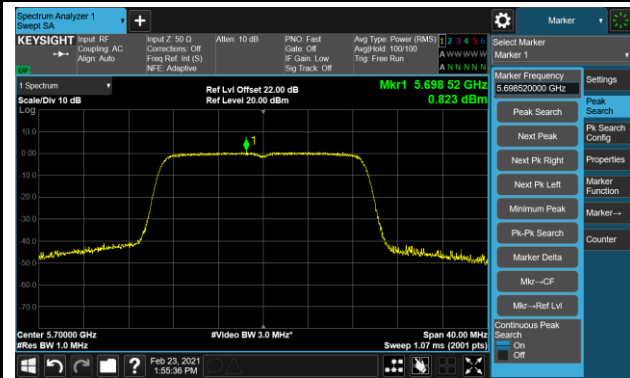 Spectrum Analyzer 1
Swept SA
Marker
KEYSIGHT
Input: RF
Coupling: AC
Align: Auto
Input Z: 50 Ω
Corrections: Off
Freq Ref: Int (S)
NFE: Adaptive
Atten: 10 dB
PNO: Fast
Gate: Off
IF Gain: Low
Sig Track: Off
Avg Type: Power (RMS)
Avg|Hold: 100/100
Trig: Free Run
1 2 3 4 5 6
A W W W W W
A N N N N N
Select Marker
Marker 1
1 Spectrum
Scale/Div 10 dB
Ref Lvl Offset 22.00 dB
Ref Level 20.00 dBm
Mkr1 5.698 52 GHz
0.823 dBm
Log
10.0
0.00
-10.0
-20.0
-30.0
-40.0
-50.0
-60.0
-70.0
1
Center 5.70000 GHz
#Res BW 1.0 MHz
#Video BW 3.0 MHz*
Span 40.00 MHz
Sweep 1.07 ms (2001 pts)
Marker Frequency
5.698520000 GHz
Peak Search
Next Peak
Next Pk Right
Next Pk Left
Minimum Peak
Pk-Pk Search
Marker Delta
Mkr→CF
Mkr→Ref Lvl
Continuous Peak
Search
On
Off
Settings
Peak
Search
Pk Search
Config
Properties
Marker
Function
Marker→
Counter
Feb 23, 2021
1:55:36 PM